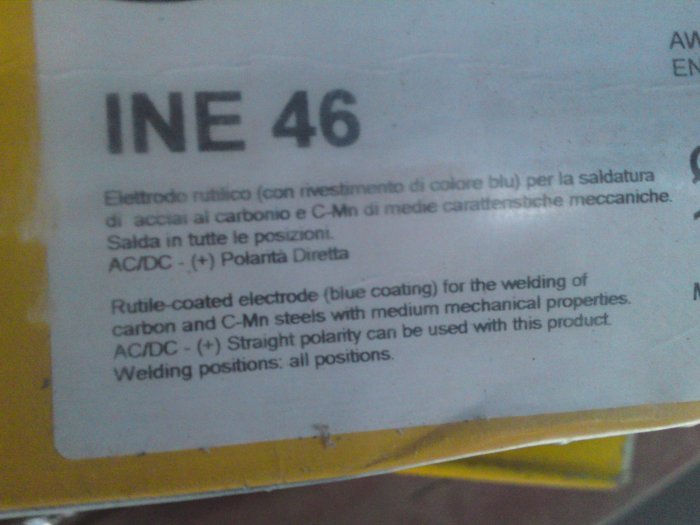 INE 46
AW
EN
Elettrodo rutilico (con rivestimento di colore blu) per la saldatura
di acciai al carbonio e C-Mn di medie caratteristiche meccaniche.
Salda in tutte le posizioni.
AC/DC - (+) Polarità Diretta
Rutile-coated electrode (blue coating) for the welding of
carbon and C-Mn steels with medium mechanical properties.
AC/DC - (+) Straight polarity can be used with this product.
Welding positions: all positions.